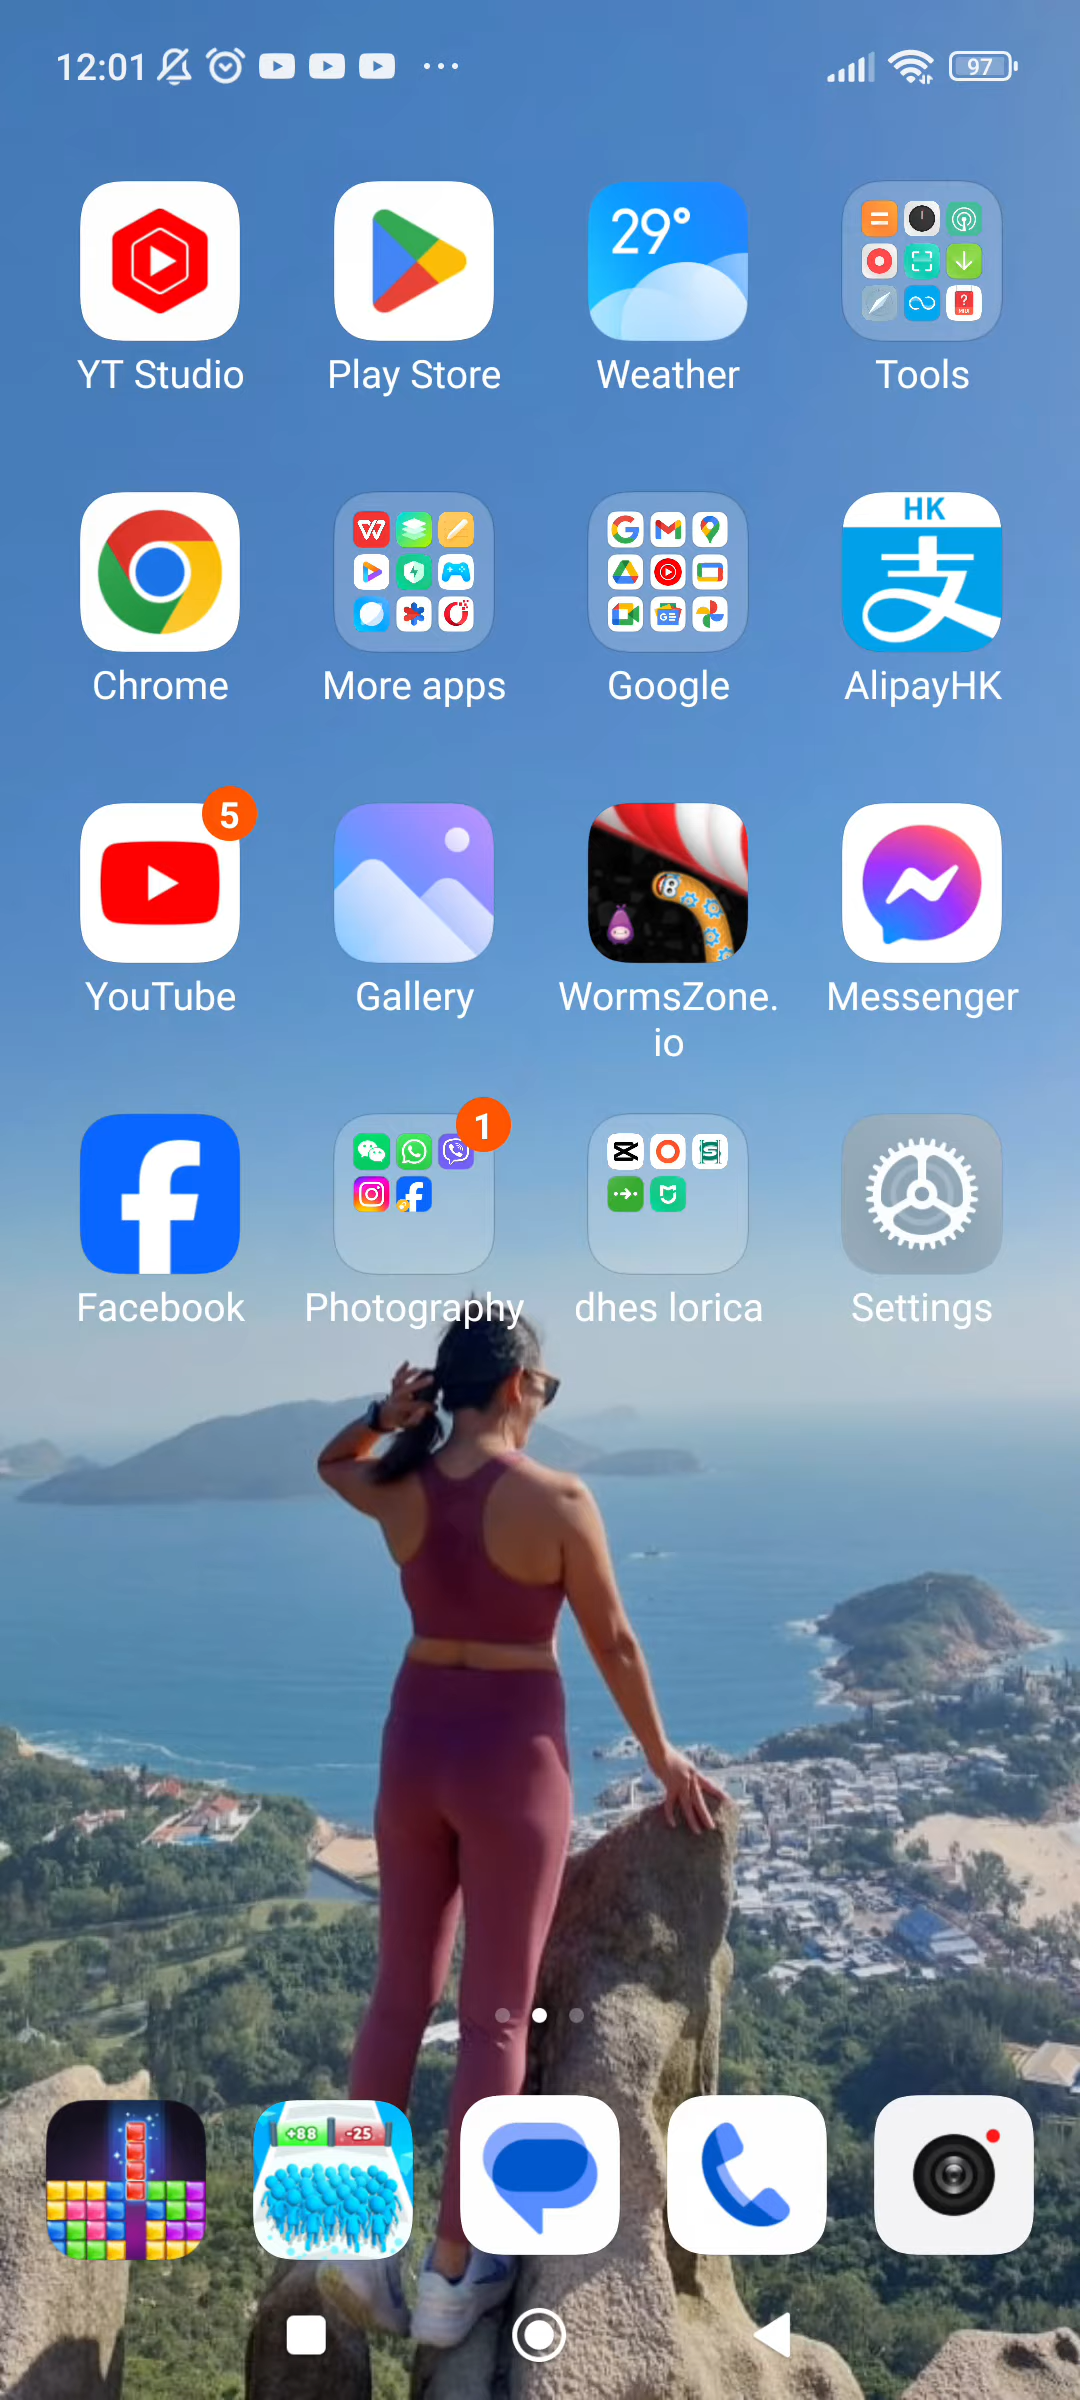 12:01
97
29°
YT Studio
Play Store
Weather
Tools
HK
支
Chrome
More apps
Google
AlipayHK
5
YouTube
Gallery
WormsZone.
io
Messenger
1
Facebook
Photography
dhes lorica
Settings
+88
-25